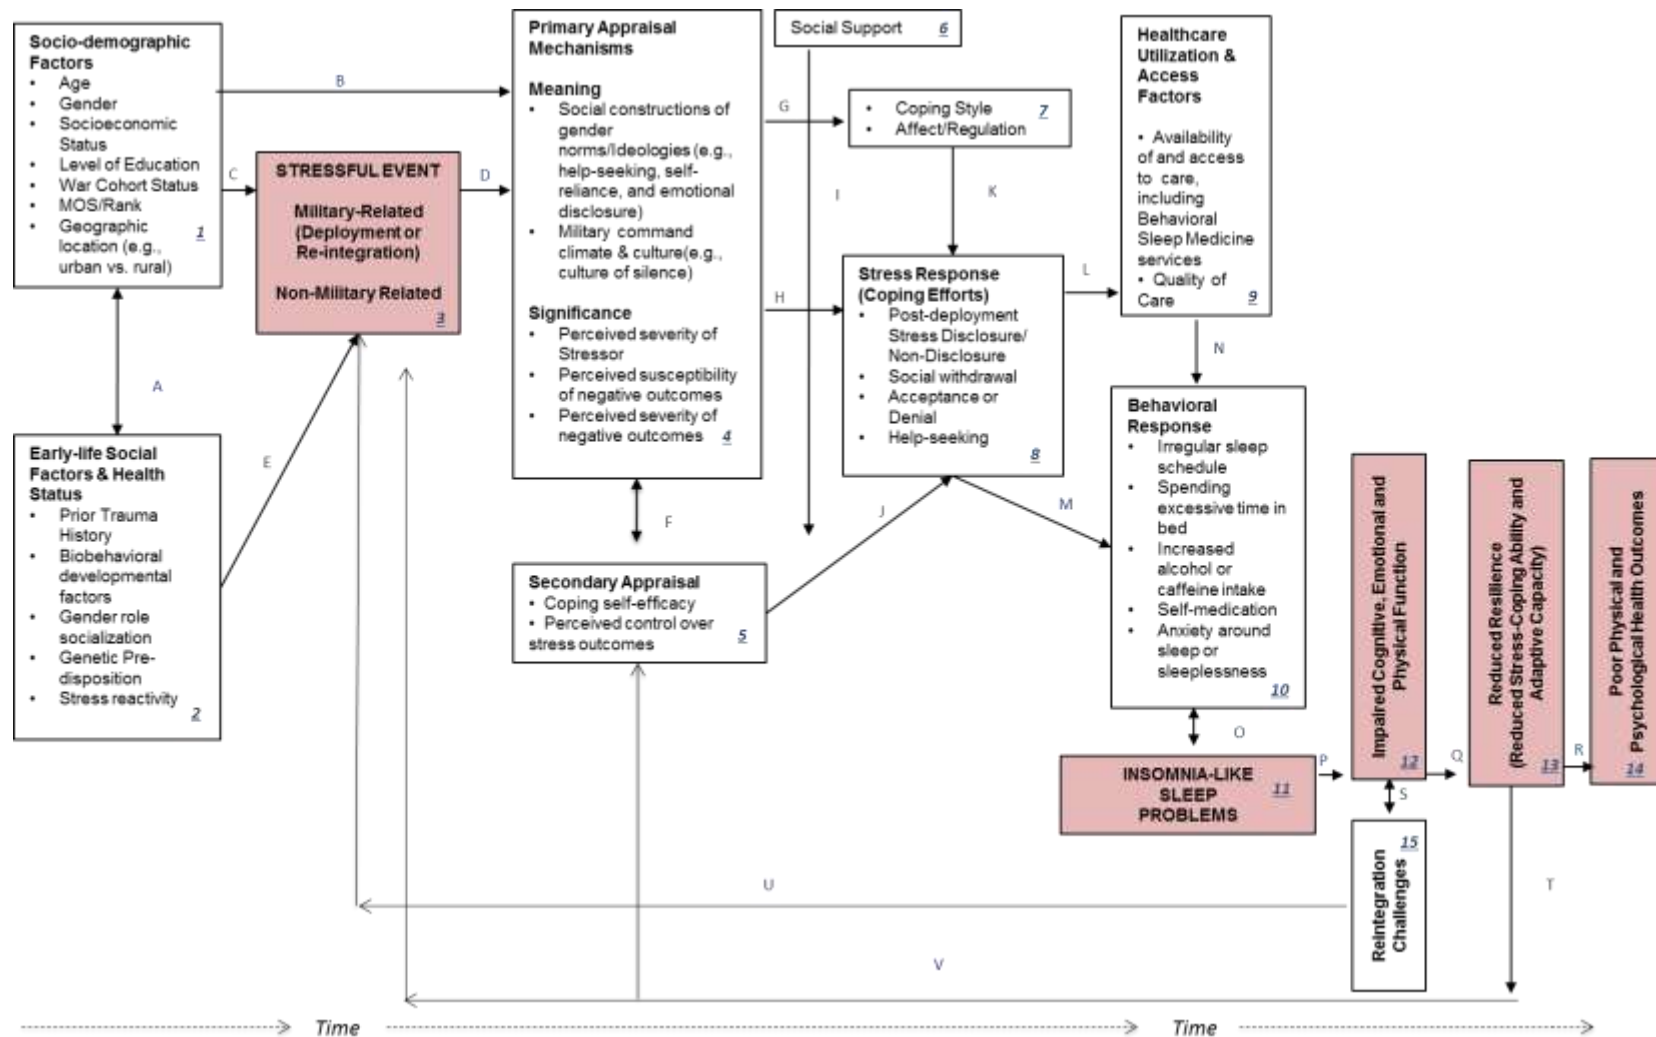 Socio-demographic
Factors
• Age
• Gender
• Socioeconomic
Status
• Level of Education
• War Cohort Status
• MOS/Rank
• Geographic
location (e.g.,
urban vs. rural)
1
A
Early-life Social
Factors & Health
Status
• Prior Trauma
History
• Biobehavioral
developmental
factors
• Gender role
socialization
• Genetic Pre-
disposition
• Stress reactivity
2
B
C
E
STRESSFUL EVENT
Military-Related
(Deployment or
Re-integration)
Non-Military Related
3
D
Primary Appraisal
Mechanisms
Meaning
• Social constructions of
gender
norms/Ideologies (e.g.,
help-seeking, self-
reliance, and emotional
disclosure)
• Military command
climate & culture(e.g.,
culture of silence)
Significance
• Perceived severity of
Stressor
• Perceived susceptibility
of negative outcomes
• Perceived severity of
negative outcomes
4
F
Secondary Appraisal
• Coping self-efficacy
• Perceived control over
stress outcomes
5
Social Support
6
G
H
I
J
• Coping Style
• Affect/Regulation
7
K
Stress Response
(Coping Efforts)
• Post-deployment
Stress Disclosure/
Non-Disclosure
• Social withdrawal
• Acceptance or
Denial
• Help-seeking
8
L
M
Healthcare
Utilization &
Access
Factors
• Availability
of and access
to care,
including
Behavioral
Sleep Medicine
services
• Quality of
Care
9
N
Behavioral
Response
• Irregular sleep
schedule
• Spending
excessive time in
bed
• Increased
alcohol or
caffeine intake
• Self-medication
• Anxiety around
sleep or
sleeplessness
10
O
INSOMNIA-LIKE
SLEEP
PROBLEMS
11
P
Impaired Cognitive, Emotional and
Physical Function
12
Q
Reduced Resilience
(Reduced Stress-Coping Ability and
Adaptive Capacity)
13
R
Poor Physical and
Psychological Health Outcomes
14
S
Reintegration
Challenges
15
T
U
V
Time
Time